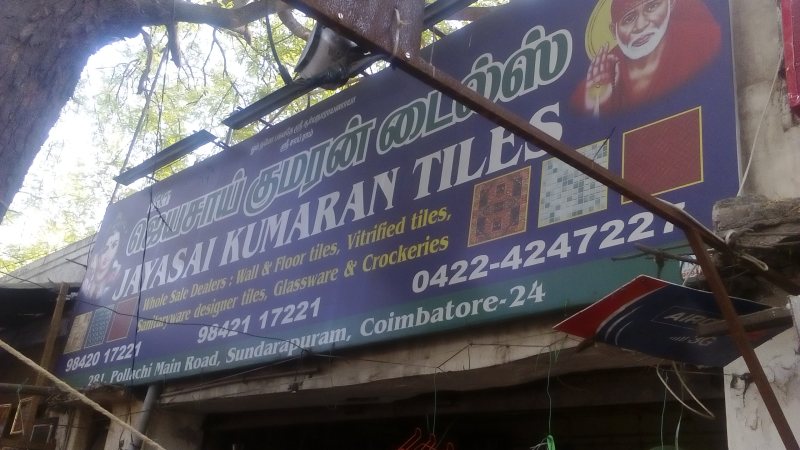 ஸ்ரீ சாய் ராம்
ஜெயசாய் குமரன் டைல்ஸ்
JAYASAI KUMARAN TILES
Whole Sale Dealers : Wall & Floor tiles, Vitrified tiles,
Sanitaryware designer tiles, Glassware & Crockeries
98420 17221
98421 17221
0422-4247227
281, Pollachi Main Road, Sundarapuram, Coimbatore-24